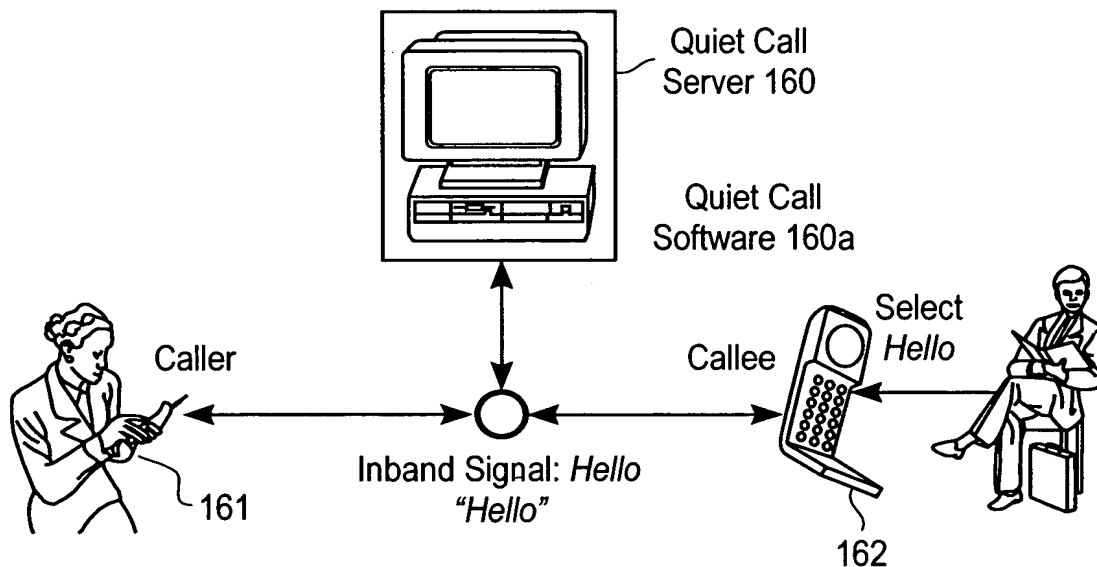 Quiet Call
Server 160
Quiet Call
Software 160a
Caller
Callee
Select
Hello
Inband Signal: Hello
“Hello”
161
162